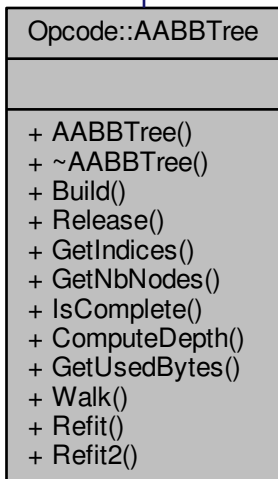 Opcode::AABBTree
+ AABBTree()
+ ~AABBTree()
+ Build()
+ Release()
+ GetIndices()
+ GetNbNodes()
+ IsComplete()
+ ComputeDepth()
+ GetUsedBytes()
+ Walk()
+ Refit()
+ Refit2()